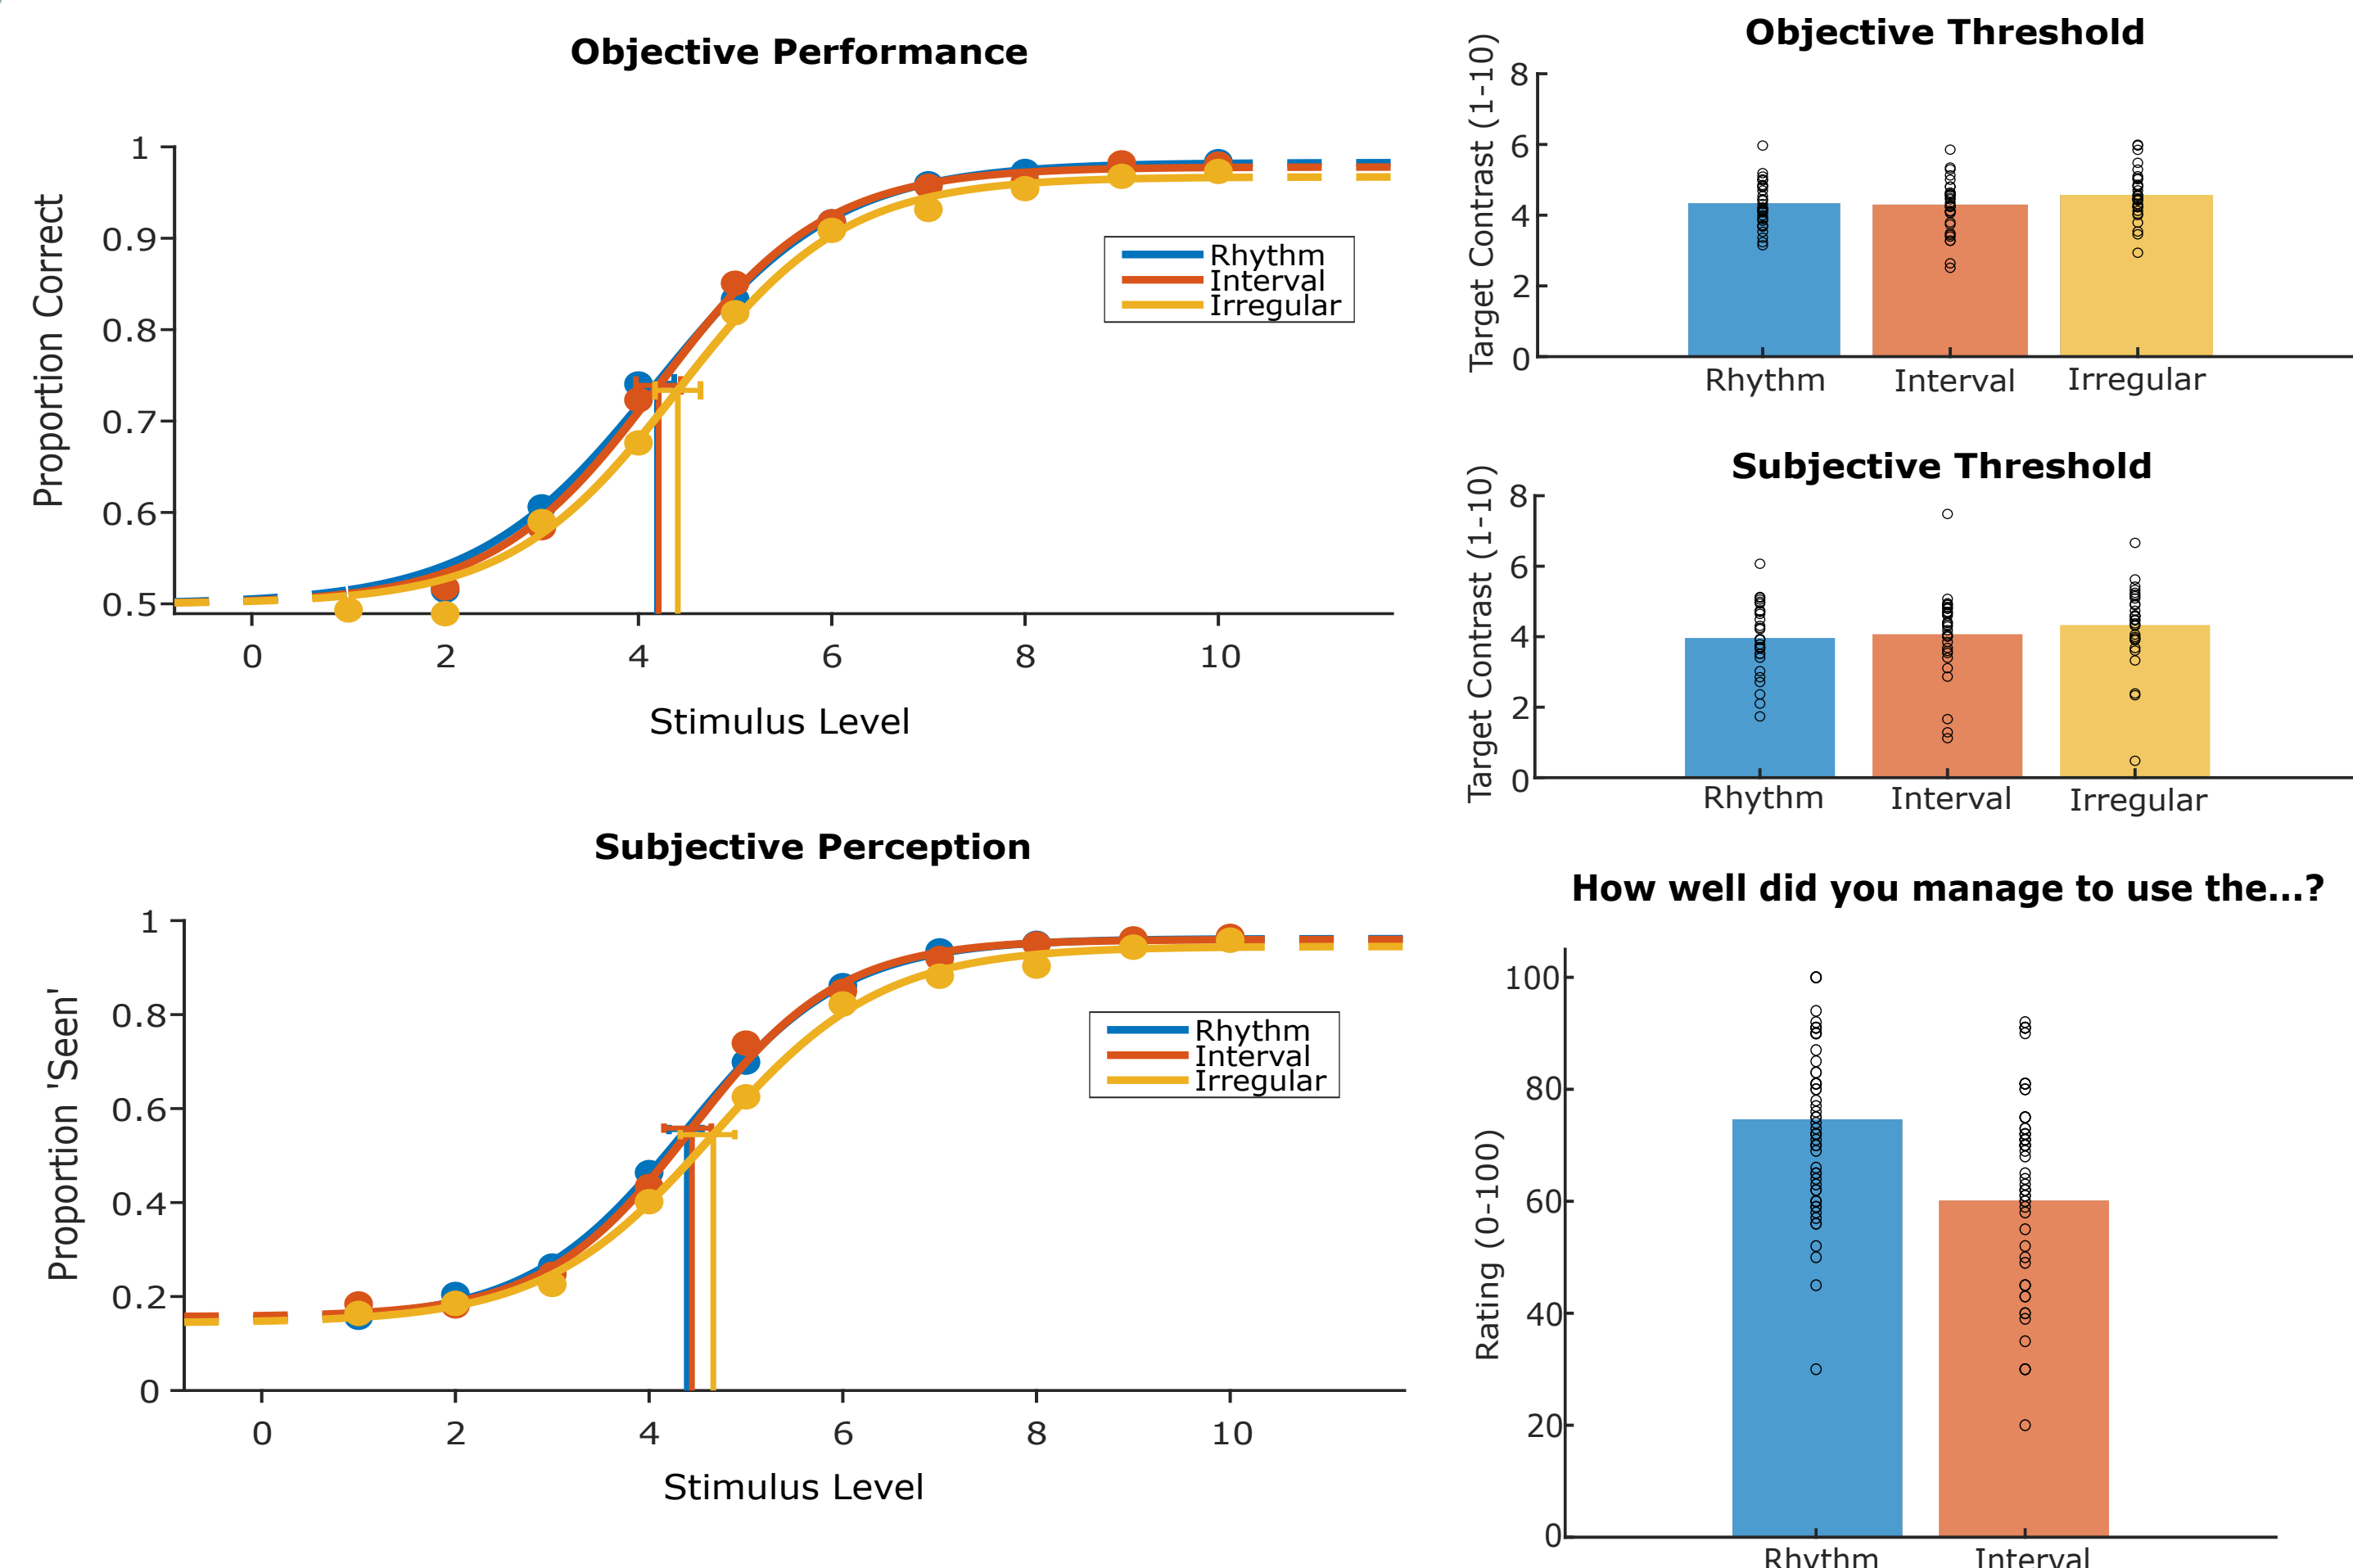 Objective Performance
1
0.9
0.8
0.7
0.6
0.5
Proportion Correct
0 2 4 6 8 10
Stimulus Level
Rhythm
Interval
Irregular
Subjective Perception
1
0.8
0.6
0.4
0.2
0
Proportion 'Seen'
0 2 4 6 8 10
Stimulus Level
Rhythm
Interval
Irregular
Objective Threshold
8
6
4
2
0
Target Contrast (1-10)
Rhythm Interval Irregular
Subjective Threshold
8
6
4
2
0
Target Contrast (1-10)
Rhythm Interval Irregular
How well did you manage to use the...?
100
80
60
40
20
0
Rating (0-100)
Rhythm Interval